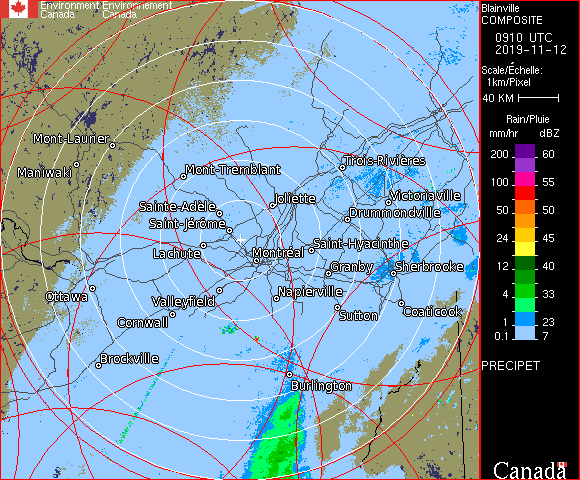 Environment Environnement
Canada Canada
Blainville
COMPOSITE
0910 UTC
2019-11-12
Scale/Échelle:
1km/Pixel
40 KM
Rain/Pluie
mm/hr dBZ
200 60
150 57
100 55
50 50
24 45
12 40
4 33
1 23
0.1 7
PRECIPET
Canada
Mont-Laurier
Maniwaki
Mont-Tremblant
Trois-Rivières
Sainte-Adèle
Joliette
Victoriaville
Saint-Jérôme
Drummondville
Lachute
Montréal
Saint-Hyacinthe
Granby
Sherbrooke
Ottawa
Valleyfield
Napierville
Cornwall
Sutton
Coaticook
Brockville
Burlington